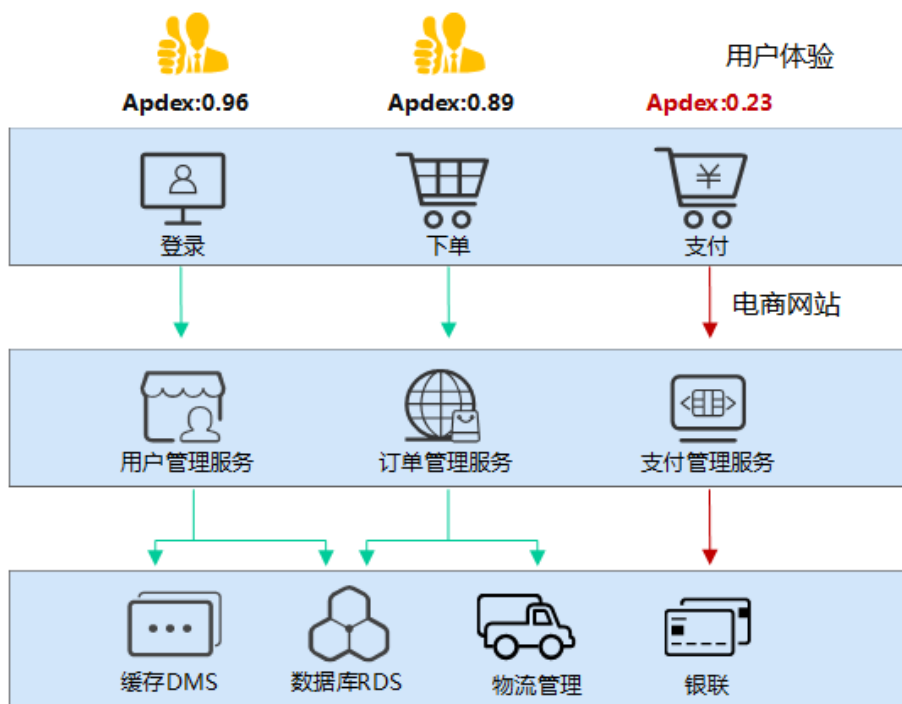 用户体验
Apdex:0.96
Apdex:0.89
Apdex:0.23
¥
登录
下单
支付
电商网站
用户管理服务
订单管理服务
支付管理服务
缓存DMS
数据库RDS
物流管理
银联